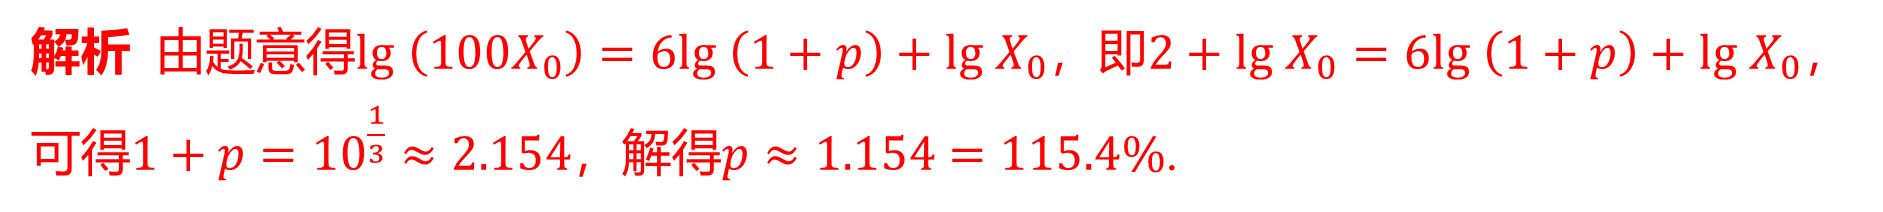 解析 由题意得lg (100X₀) = 6lg (1 + p) + lg X₀，即2 + lg X₀ = 6lg (1 + p) + lg X₀，
可得1 + p = 10^{\frac{1}{3}} ≈ 2.154，解得p ≈ 1.154 = 115.4%.